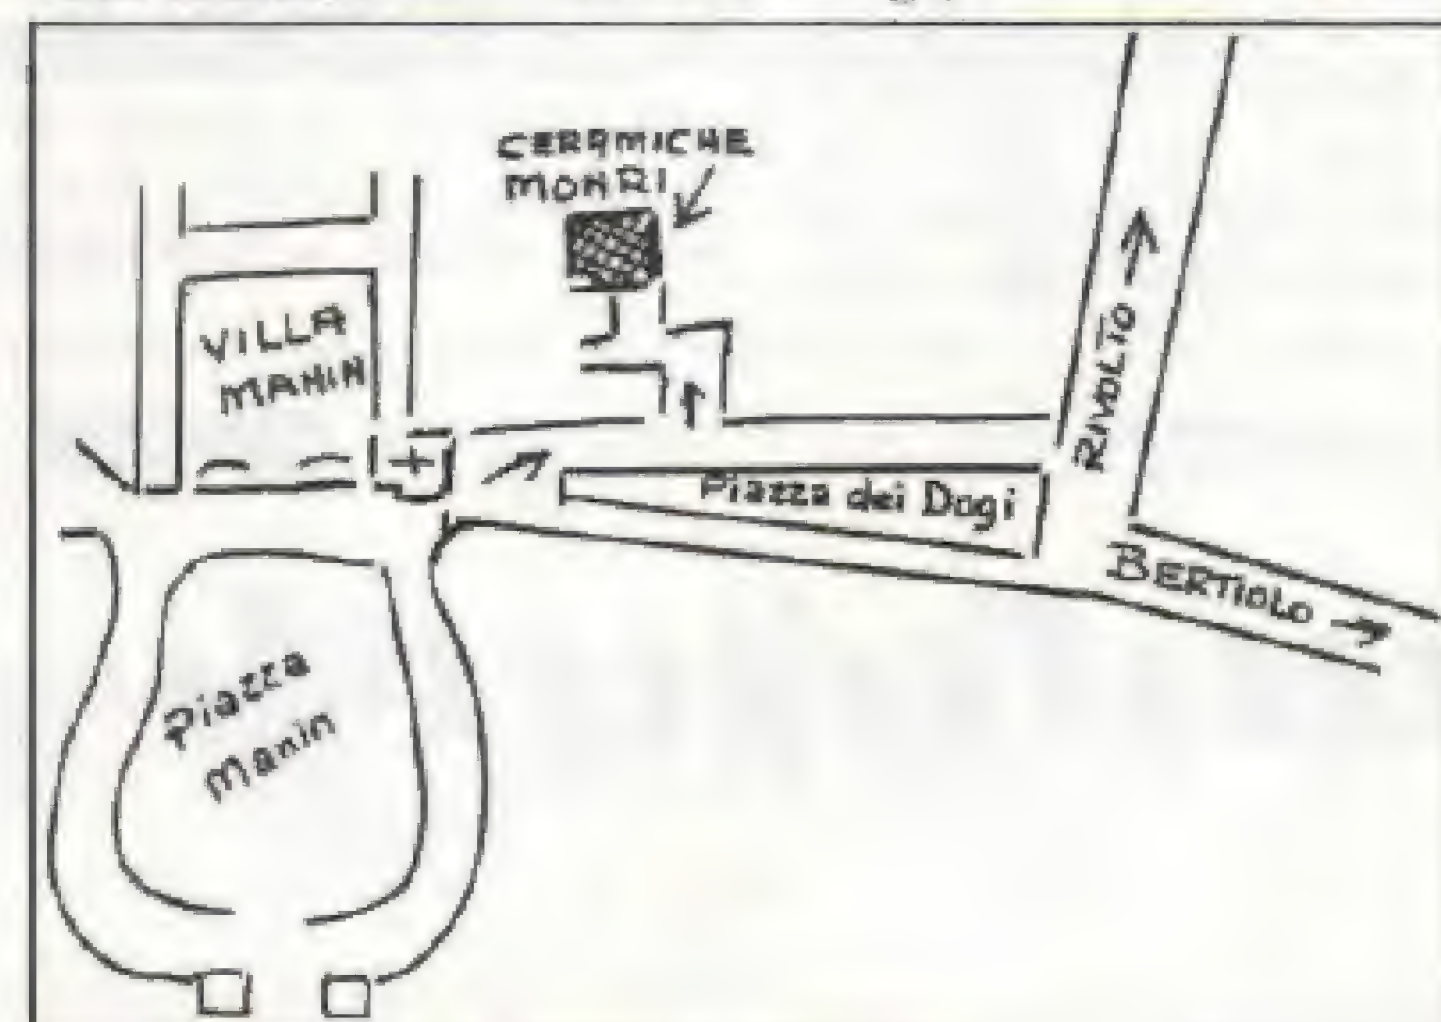 CERAMICHE
MONRI
VILLA
MANIN
Piazza dei Dogi
RIVOLTO
BERTIOLO
Piazza
Manin